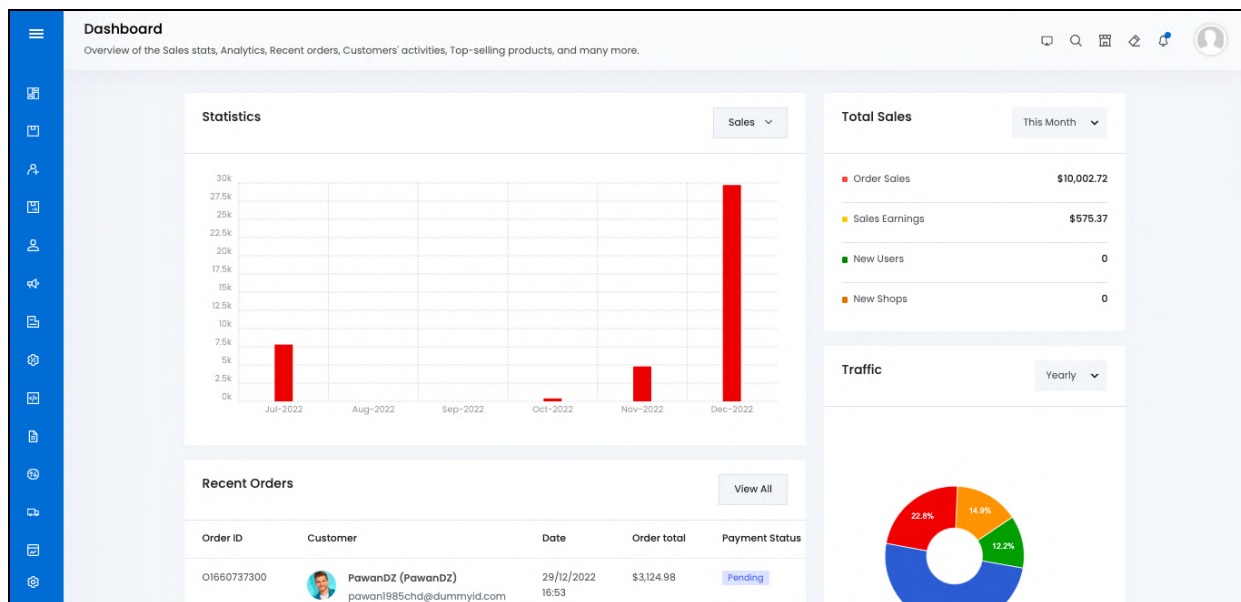 Dashboard
Overview of the Sales stats, Analytics, Recent orders, Customers' activities, Top-selling products, and many more.
Statistics
Sales
30k
27.5k
25k
22.5k
20k
17.5k
15k
12.5k
10k
7.5k
5k
2.5k
0k
Jul-2022 Aug-2022 Sep-2022 Oct-2022 Nov-2022 Dec-2022
Total Sales
This Month
Order Sales $10,002.72
Sales Earnings $575.37
New Users 0
New Shops 0
Traffic
Yearly
22.8% 14.9%
12.2%
Recent Orders
View All
Order ID Customer Date Order total Payment Status
O1660737300 PawanDZ (PawanDZ) 29/12/2022 $3,124.98 Pending
pawan1985chd@dummyid.com 16:53